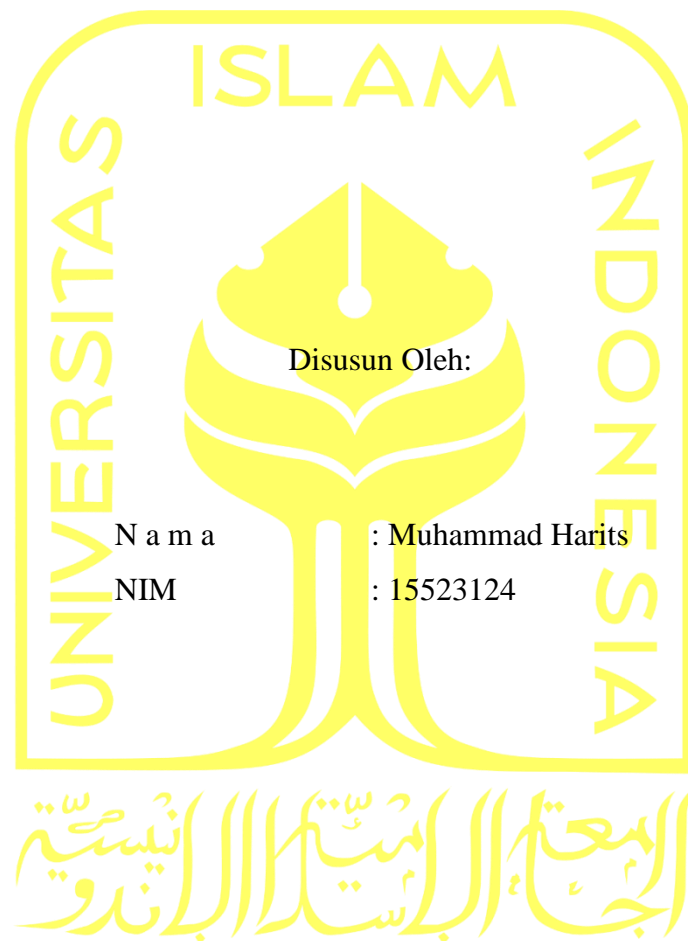 ISLAM
UNIVERSITAS
INDONESIA
Disusun Oleh:
N a m a : Muhammad Harits
NIM : 15523124
الجامعة الإسلامية الإندونيسية